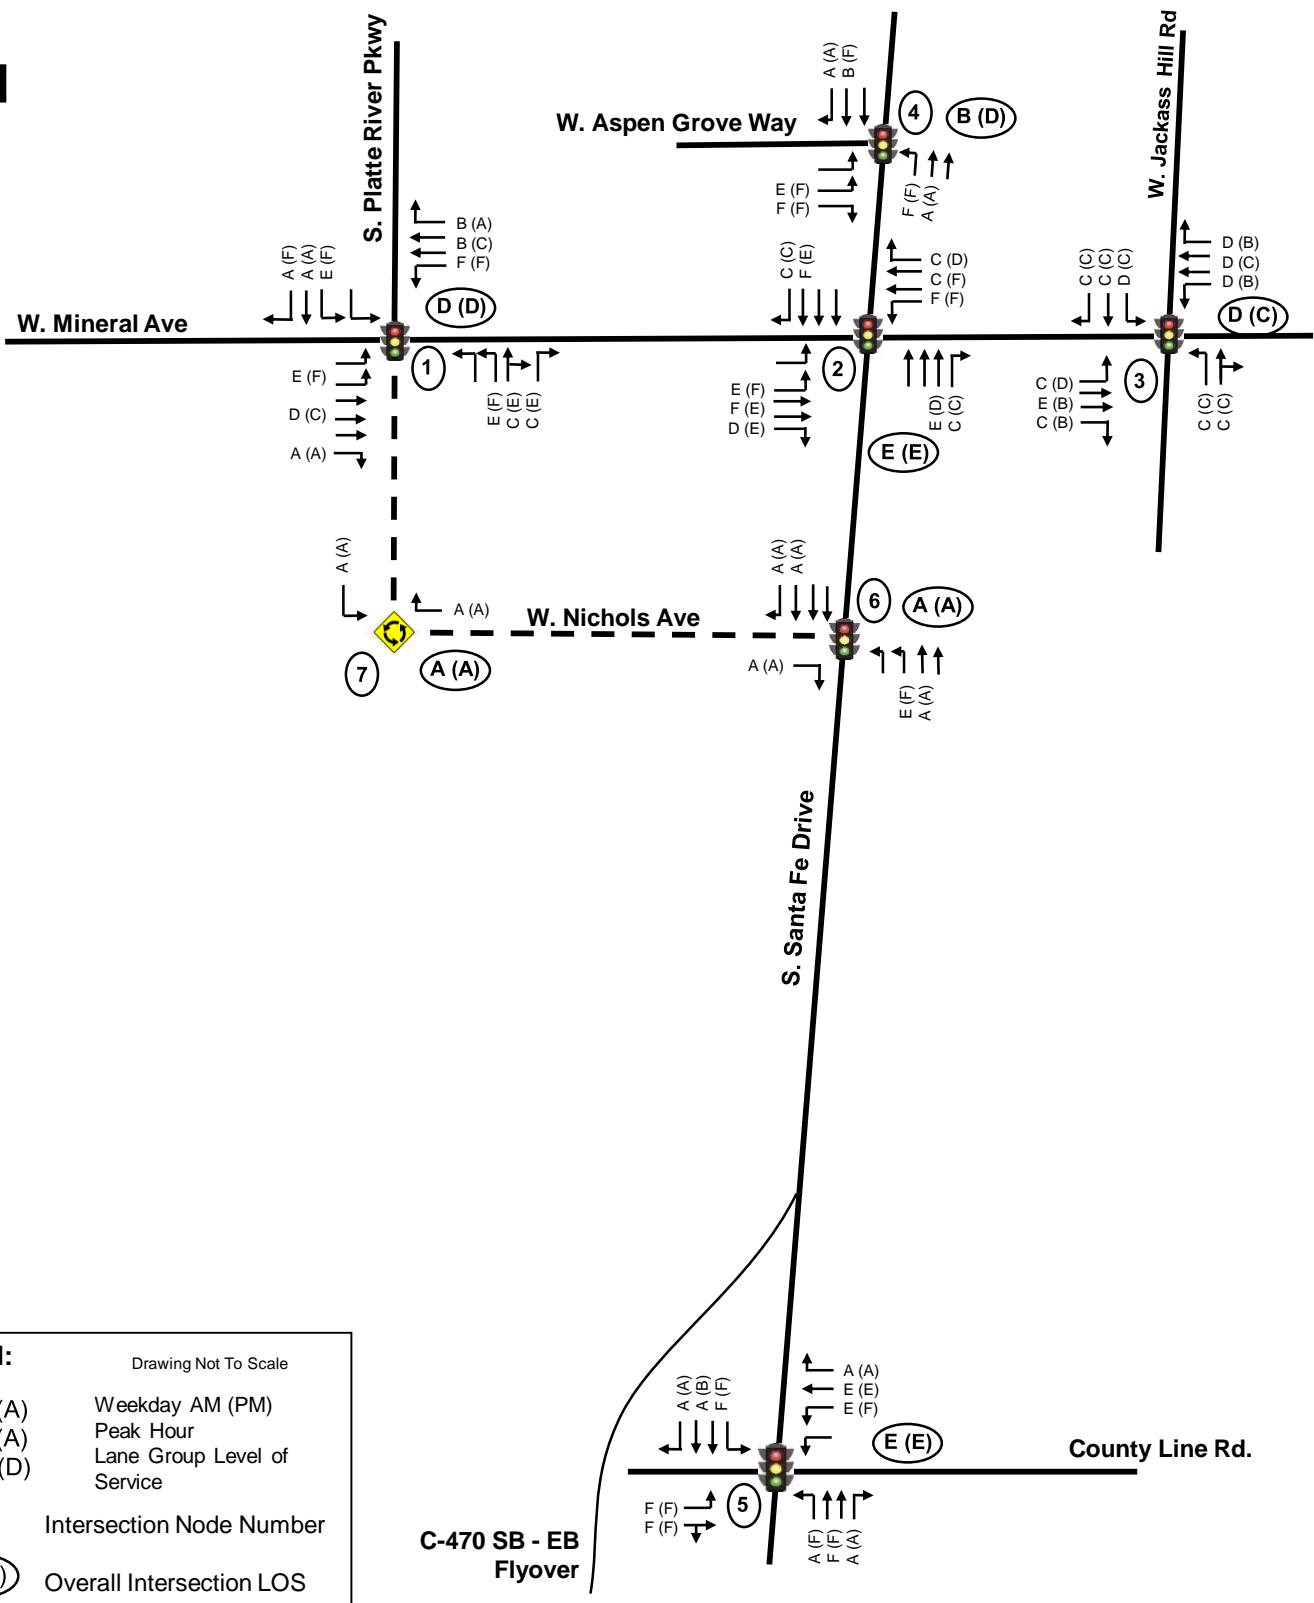 S. Platte River Pkwy
W. Jackass Hill Rd
A (A)
B (F)
4
B (D)
W. Aspen Grove Way
E (F)
F (F)
F (F)
A (A)
A (F)
A (A)
E (F)
B (A)
B (C)
F (F)
D (D)
W. Mineral Ave
1
E (F)
D (C)
A (A)
E (F)
C (E)
C (E)
C (C)
F (E)
C (D)
C (F)
F (F)
2
E (F)
F (E)
D (E)
E (D)
C (C)
E (E)
C (C)
C (C)
D (C)
D (B)
D (C)
D (B)
D (C)
3
C (D)
E (B)
C (B)
C (C)
C (C)
A (A)
A (A)
W. Nichols Ave
7
A (A)
A (A)
A (A)
6
A (A)
A (A)
E (F)
A (A)
S. Santa Fe Drive
A (A)
A (B)
F (F)
A (A)
E (E)
E (F)
E (E)
County Line Rd.
5
F (F)
F (F)
A (F)
F (F)
A (A)
C-470 SB - EB
Flyover
:
Drawing Not To Scale
(A)
(A)
(D)
Weekday AM (PM)
Peak Hour
Lane Group Level of
Service
Intersection Node Number
)
Overall Intersection LOS